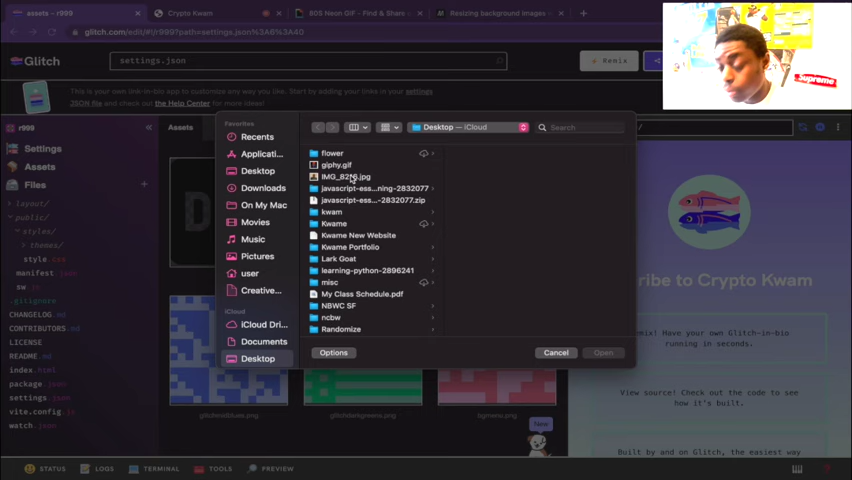 assets - r999
Crypto Kwam
805 Neon GIF - Find & Share
Resizing background images -
glitch.com/edit/#!/r999?path=settings.json%3A6%3A40
Glitch
settings.json
Remix
This is your own link-in-bio app to customize any way you like. Start by adding your links in your settings
JSON file and check out the Help Center for more ideas!
Supreme
r999
Settings
Assets
Files
layout/
public/
styles/
themes/
style.css
manifest.json
sw.js
.gitignore
CHANGELOG.md
CONTRIBUTORS.md
LICENSE
README.md
index.html
package.json
settings.json
vite.config.js
watch.json
Assets
Favorites
Recents
Applicati...
Desktop
Downloads
On My Mac
Movies
Music
Pictures
user
Creative...
iCloud
iCloud Dri...
Documents
Desktop
Desktop — iCloud
Search
flower
giphy.gif
javascript-ess...ning-2832077
javascript-ess...-2832077.zip
kwam
Kwame
Kwame New Website
Kwame Portfolio
Lark Goat
learning-python-2896241
misc
My Class Schedule.pdf
NBWC SF
ncbw
Randomize
Options
Cancel
Open
bgreens.png
New
ribe to Crypto Kwam
emix! Have your own Glitch-in-bio
running in seconds.
View source! Check out the code to
see how it's built.
Built by and on Glitch, the easiest way
STATUS
LOGS
TERMINAL
TOOLS
PREVIEW